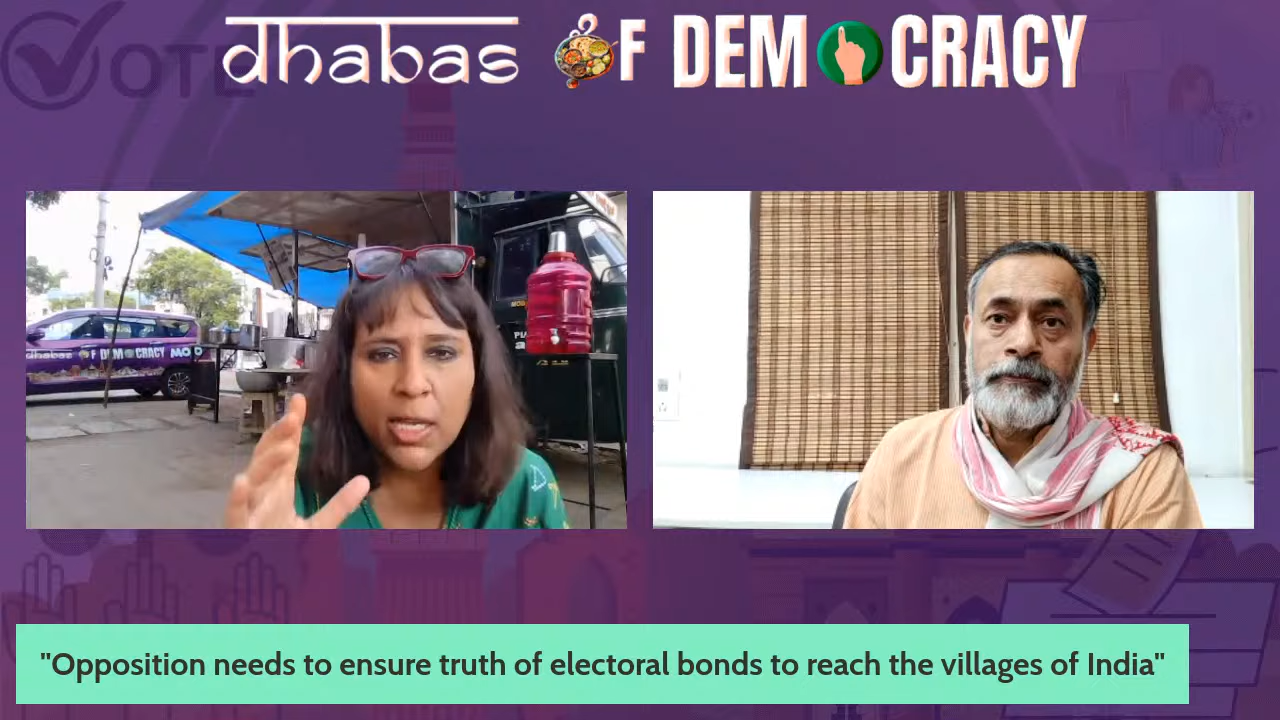 VOTE
dhabas OF DEMOCRACY
dhabas OF DEMOCRACY MOJO
"Opposition needs to ensure truth of electoral bonds to reach the villages of India"